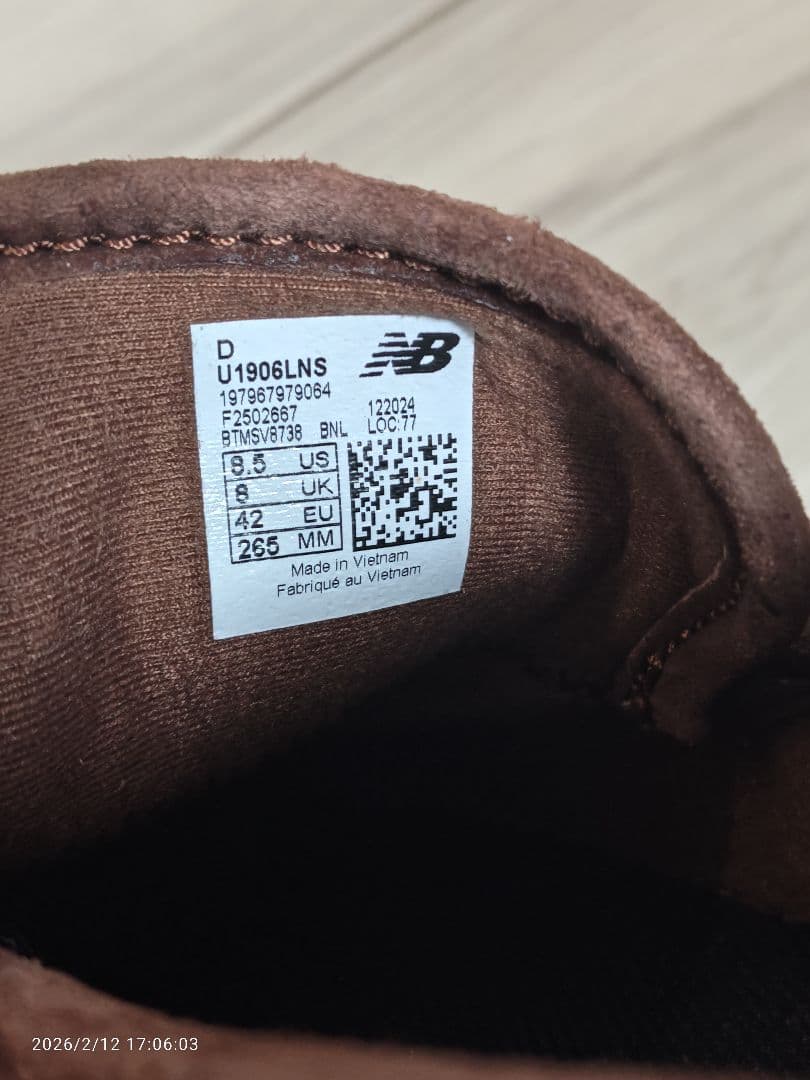 D
U1906LNS
NB
197967979064
F2502667 122024
BTMSV8738 BNL LOC:77
8.5 US
8 UK
42 EU
265 MM
Made in Vietnam
Fabriqué au Vietnam
2026/2/12 17:06:03